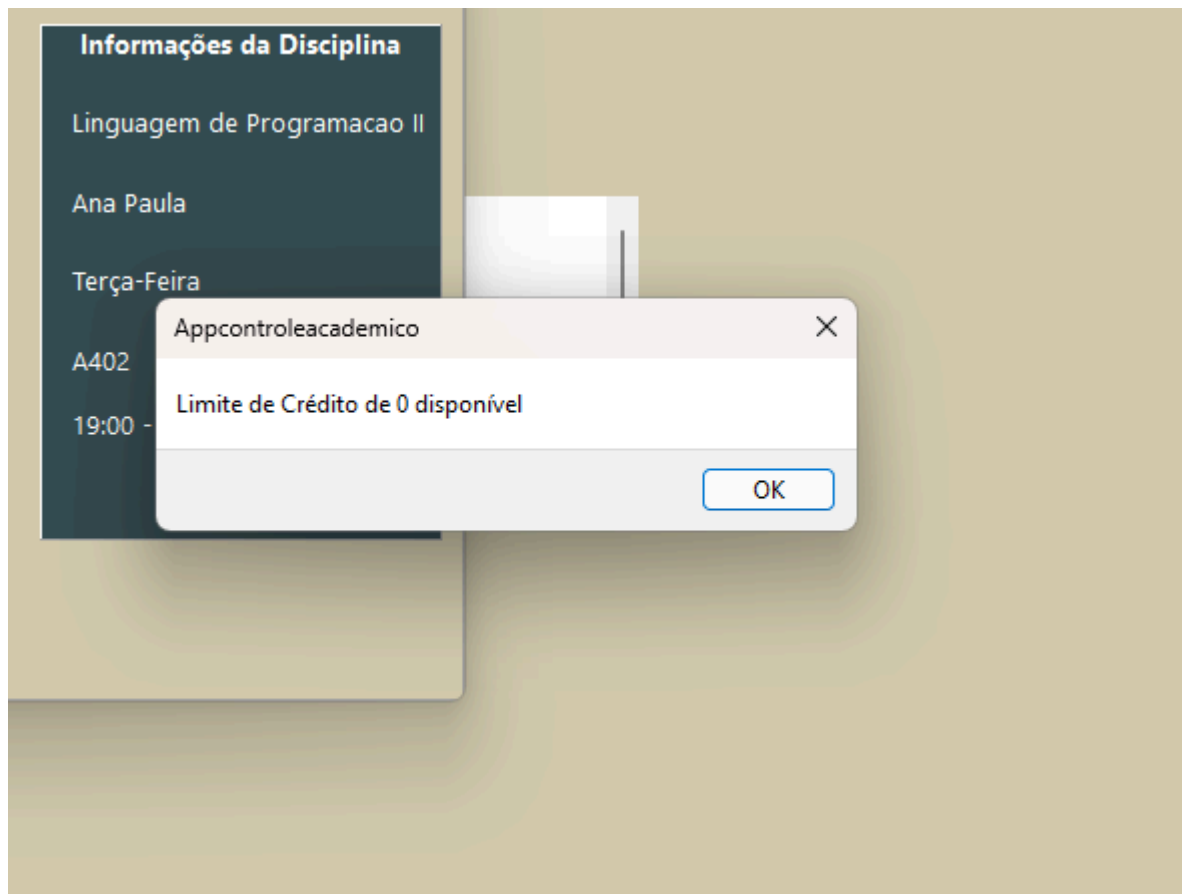 Informações da Disciplina
Linguagem de Programacao II
Ana Paula
Terça-Feira
A402
19:00 -
Appcontroleacademico
Limite de Crédito de 0 disponível
OK